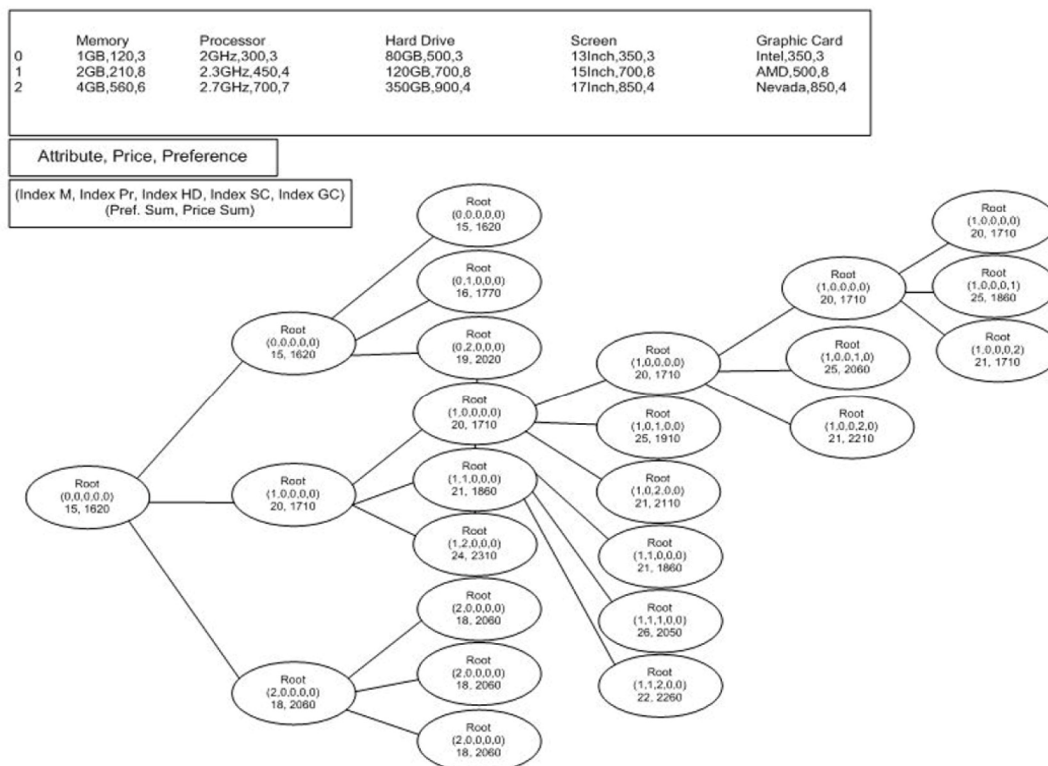 Memory Processor Hard Drive Screen Graphic Card
0 1GB,120,3 2GHz,300,3 80GB,500,3 13Inch,350,3 Intel,350,3
1 2GB,210,8 2.3GHz,450,4 120GB,700,8 15Inch,700,8 AMD,500,8
2 4GB,560,6 2.7GHz,700,7 350GB,900,4 17Inch,850,4 Nevada,850,4
Attribute, Price, Preference
(Index M, Index Pr, Index HD, Index SC, Index GC)
(Pref. Sum, Price Sum)
Root
(0,0,0,0,0)
15, 1620
Root
(0,0,0,0,0)
15, 1620
Root
(1,0,0,0,0)
20, 1710
Root
(2,0,0,0,0)
18, 2060
Root
(0,0,0,0,0)
15, 1620
Root
(0,1,0,0,0)
16, 1770
Root
(0,2,0,0,0)
19, 2020
Root
(1,0,0,0,0)
20, 1710
Root
(1,1,0,0,0)
21, 1860
Root
(1,2,0,0,0)
24, 2310
Root
(2,0,0,0,0)
18, 2060
Root
(2,0,0,0,0)
18, 2060
Root
(2,0,0,0,0)
18, 2060
Root
(1,0,0,0,0)
20, 1710
Root
(1,0,1,0,0)
25, 1910
Root
(1,0,2,0,0)
21, 2110
Root
(1,1,0,0,0)
21, 1860
Root
(1,1,1,0,0)
26, 2050
Root
(1,1,2,0,0)
22, 2260
Root
(1,0,0,0,0)
20, 1710
Root
(1,0,0,1,0)
25, 2060
Root
(1,0,0,2,0)
21, 2210
Root
(1,0,0,0,0)
20, 1710
Root
(1,0,0,0,1)
25, 1860
Root
(1,0,0,0,2)
21, 1710